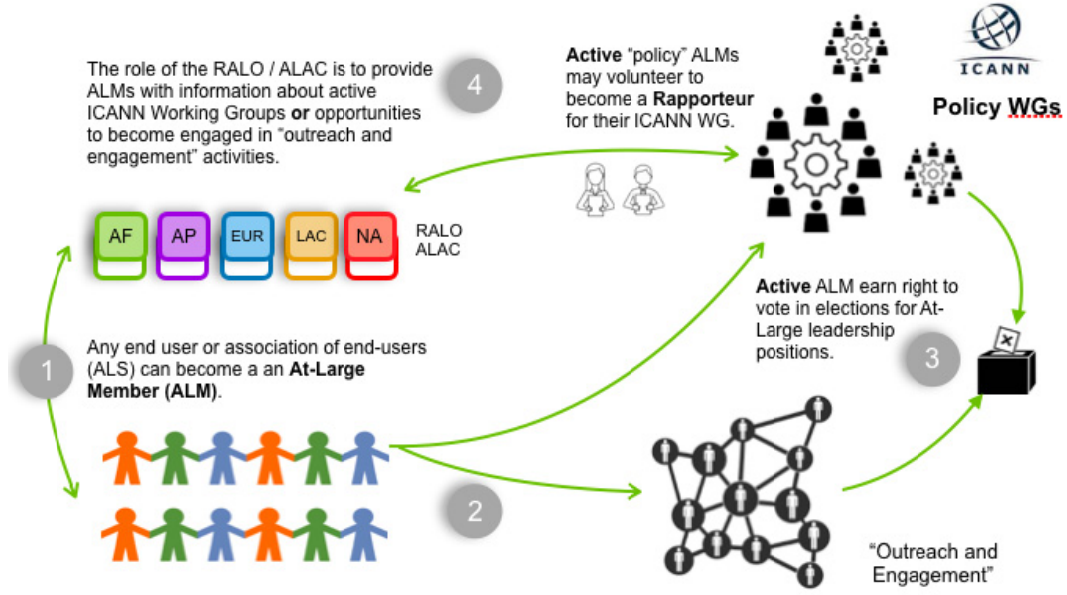 The role of the RALO / ALAC is to provide
ALMs with information about active
ICANN Working Groups or opportunities
to become engaged in “outreach and
engagement” activities.
4
Active “policy” ALMs
may volunteer to
become a Rapporteur
for their ICANN WG.
ICANN
Policy WGs
AF
AP
EUR
LAC
NA
RALO
ALAC
1
Any end user or association of end-users
(ALS) can become a an At-Large
Member (ALM).
Active ALM earn right to
vote in elections for At-
Large leadership
positions.
3
2
“Outreach and
Engagement”